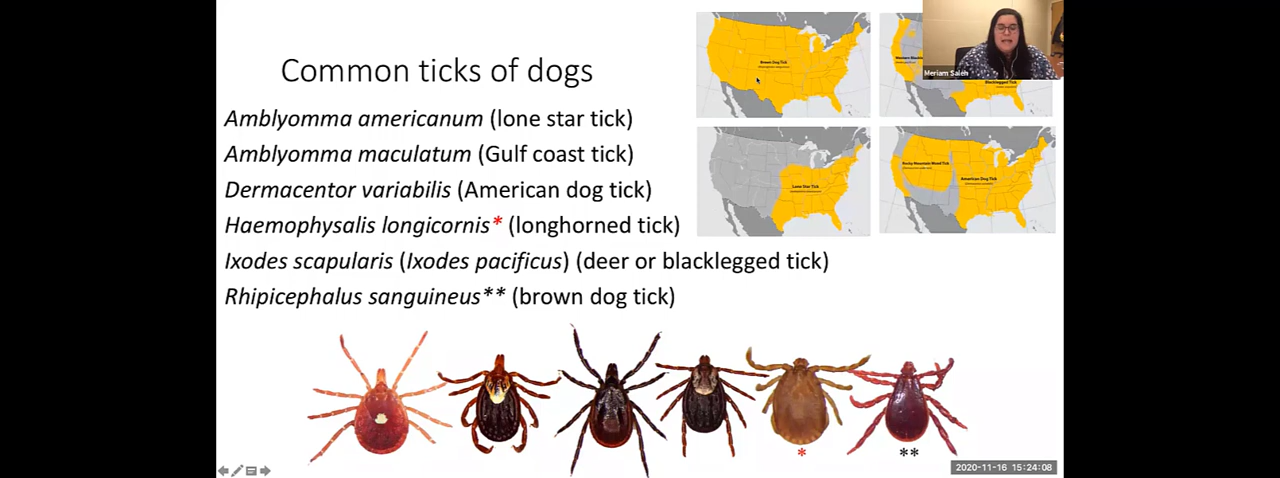 Common ticks of dogs
Amblyomma americanum (lone star tick)
Amblyomma maculatum (Gulf coast tick)
Dermacentor variabilis (American dog tick)
Haemophysalis longicornis* (longhorned tick)
Ixodes scapularis (Ixodes pacificus) (deer or blacklegged tick)
Rhipicephalus sanguineus** (brown dog tick)
Brown Dog Tick
Blacklegged Tick
Meriam Saleh
Lone Star Tick
Rocky Mountain Wood Tick
American Dog Tick
*
**
2020-11-16 15:24:08